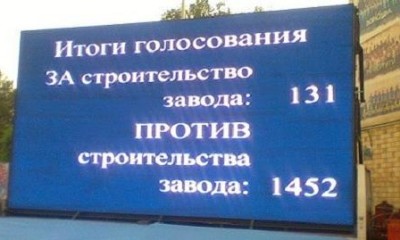 Итоги голосования
ЗА строительство
завода: 131
ПРОТИВ
строительства
завода: 1452